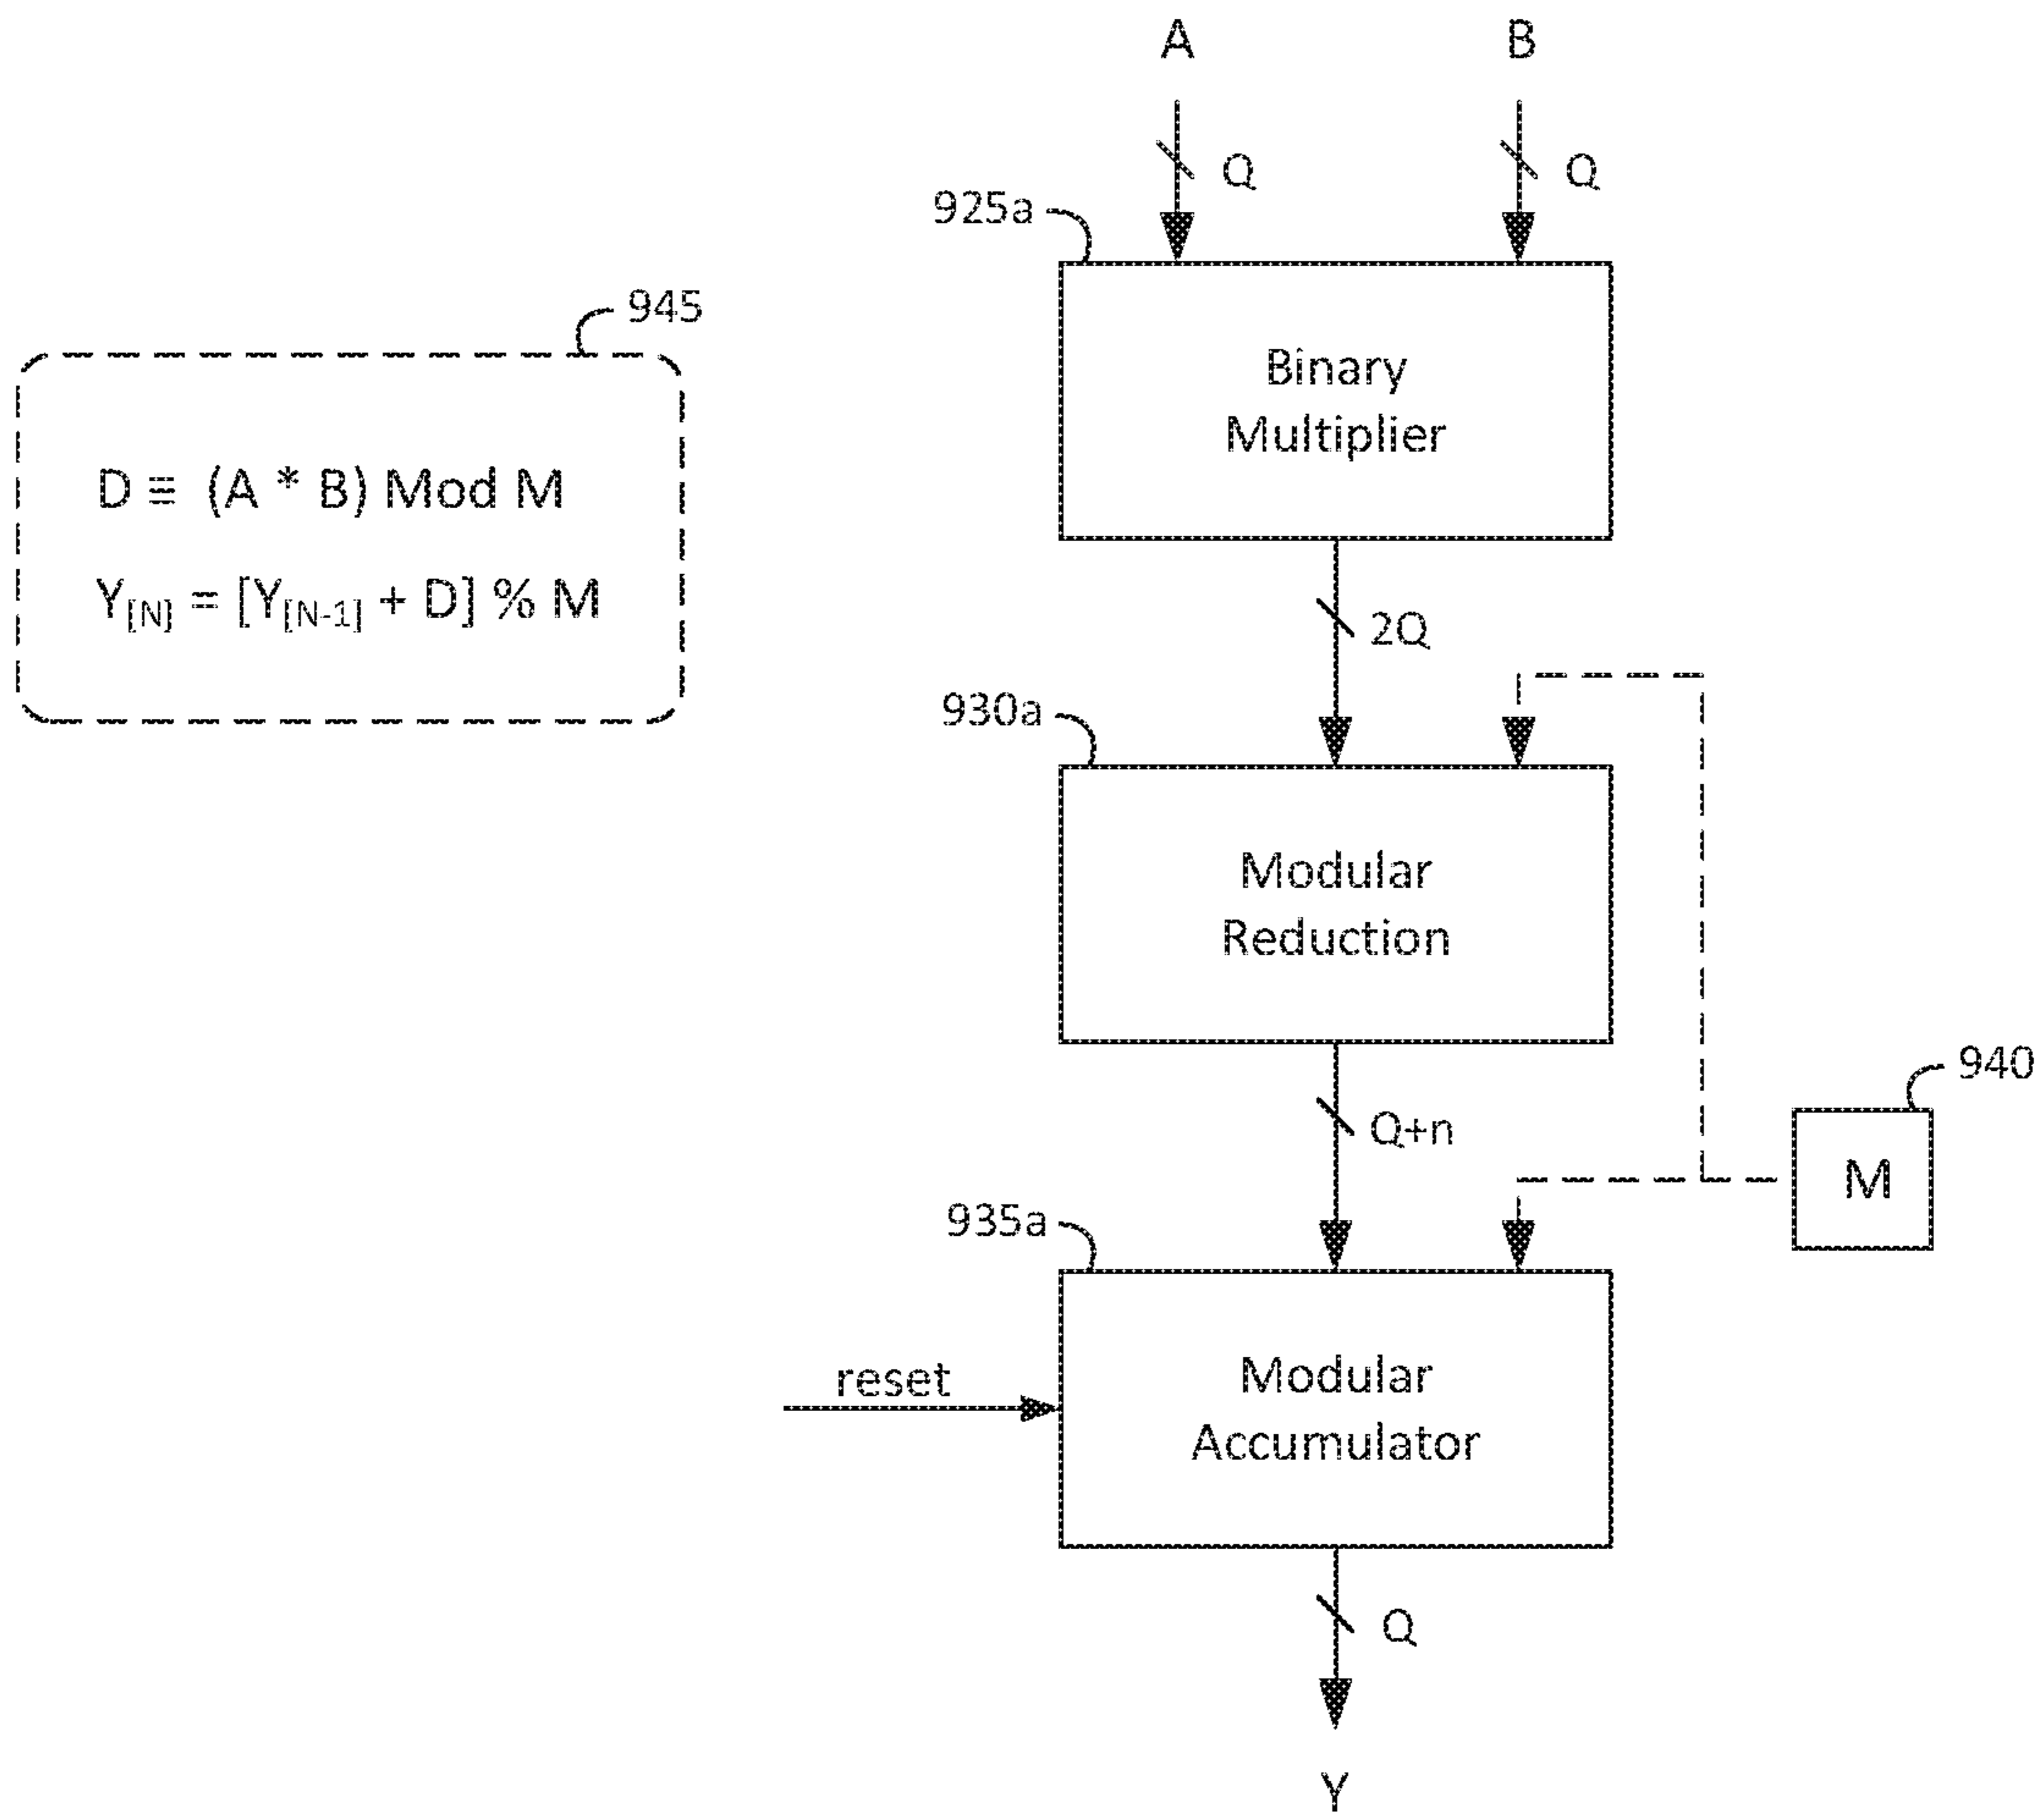 A B
Q Q
925a
945
Binary
Multiplier
D ≡ (A * B) Mod M
Y[N] = [Y[N-1] + D] % M
2Q
930a
Modular
Reduction
940
Q+n
M
935a
reset
Modular
Accumulator
Q
Y